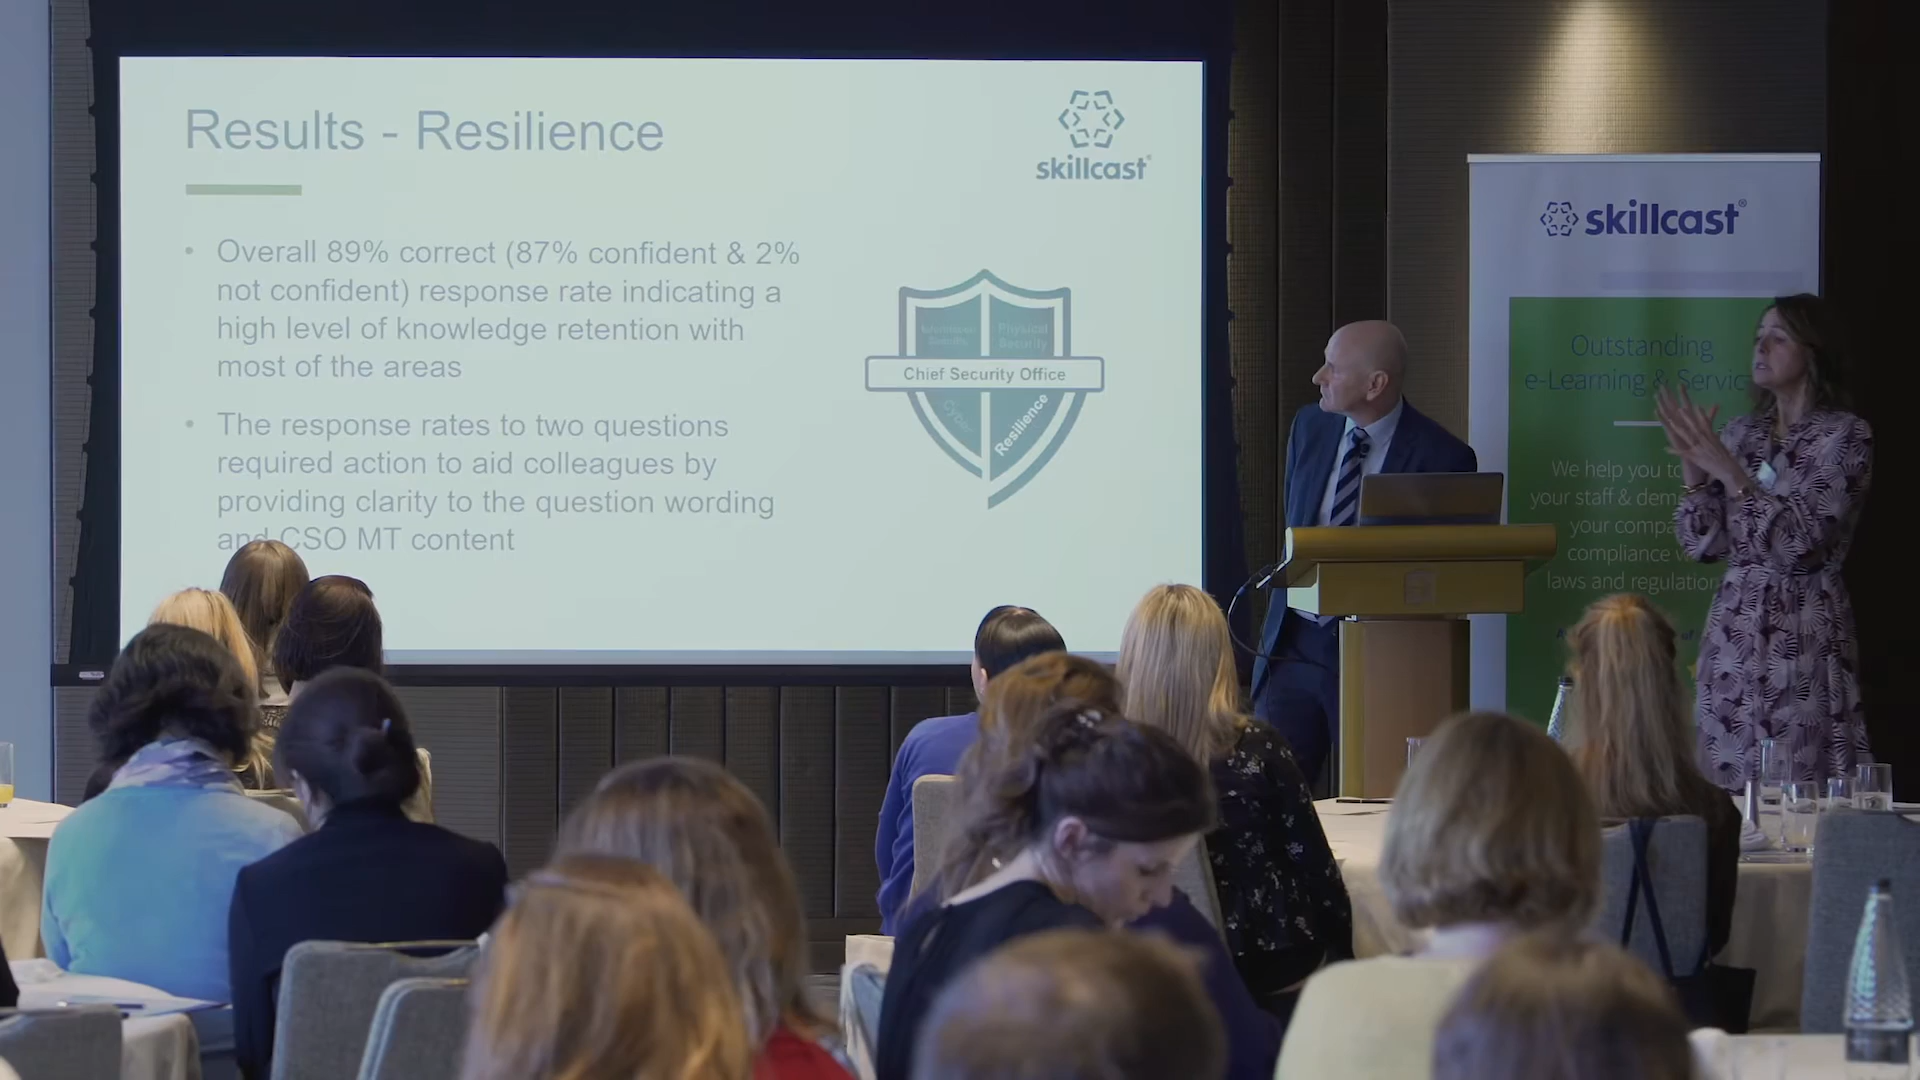 Results - Resilience
skillcast
• Overall 89% correct (87% confident & 2%
not confident) response rate indicating a
high level of knowledge retention with
most of the areas
• The response rates to two questions
required action to aid colleagues by
providing clarity to the question wording
and CSO MT content
Physical
Security
Chief Security Office
Cyber
Resilience
skillcast®
Outstanding
e-Learning & Servic
We help you to
your staff & dem
your compa
compliance
laws and regulation